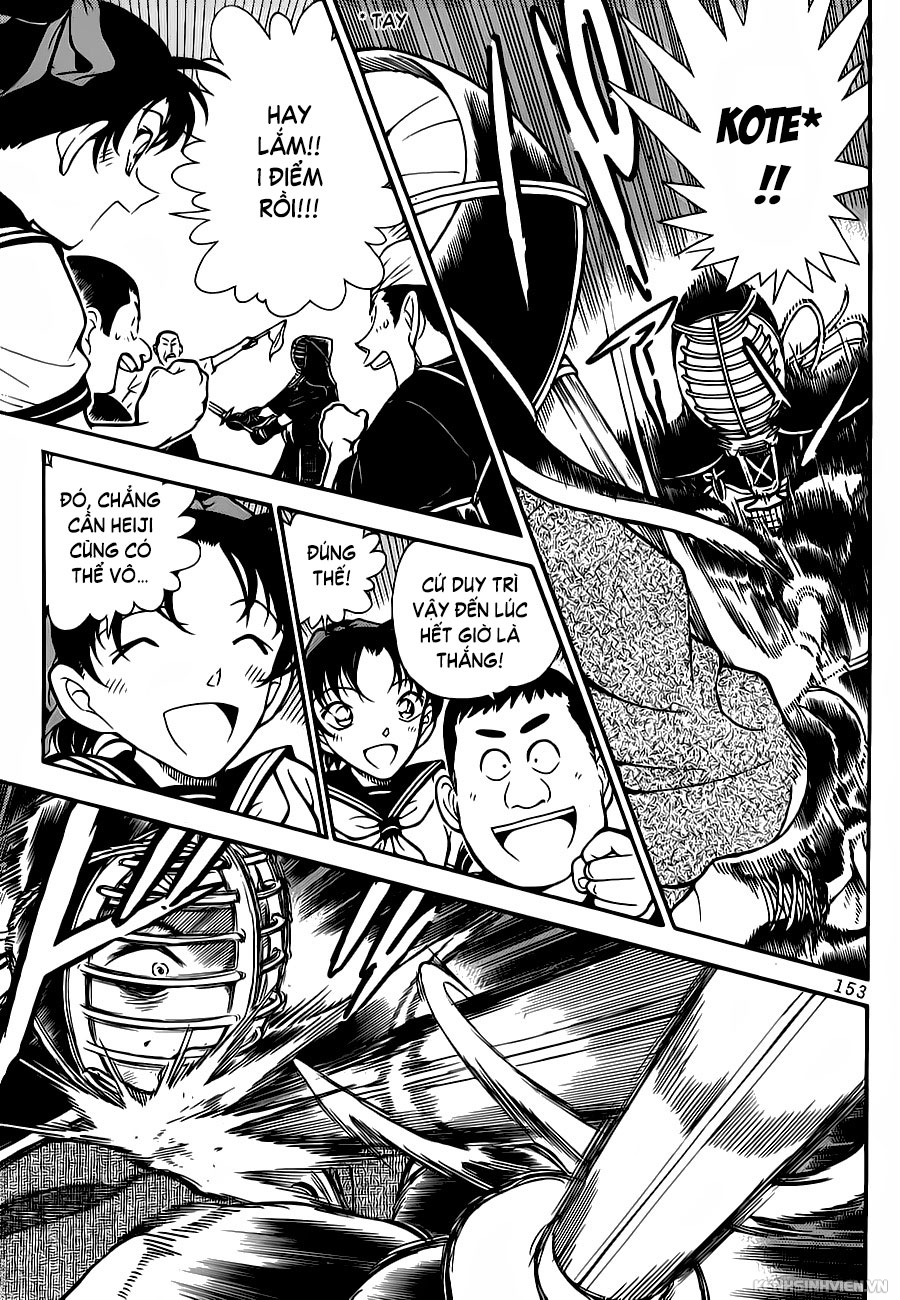 KOTE*
!!
*TAY
HAY
LẮM!!
1 ĐIỂM
RỒI!!!
CỨ DUY TRÌ
VẬY ĐẾN LÚC
HẾT GIỜ LÀ
THẮNG!
ĐÚNG
THẾ!
ĐÓ, CHẲNG
CẦN HEIJI
CŨNG CÓ
THỂ VÔ...
153
KENHSINHVIEN.VN